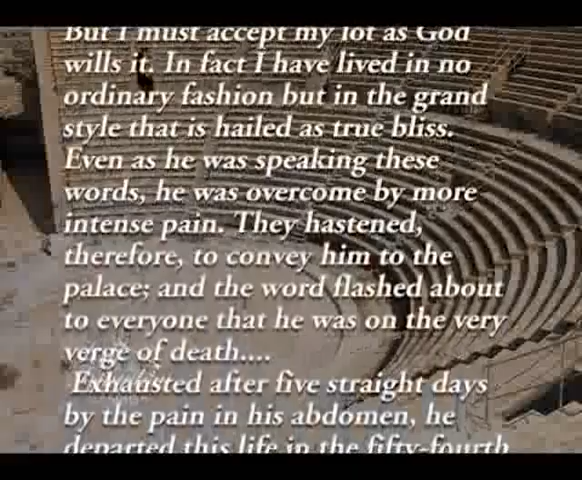 But I must accept my lot as God
wills it. In fact I have lived in no
ordinary fashion but in the grand
style that is hailed as true bliss.
Even as he was speaking these
words, he was overcome by more
intense pain. They hastened,
therefore, to convey him to the
palace; and the word flashed about
to everyone that he was on the very
verge of death....
Exhausted after five straight days
by the pain in his abdomen, he
departed this life in the fifty-fourth